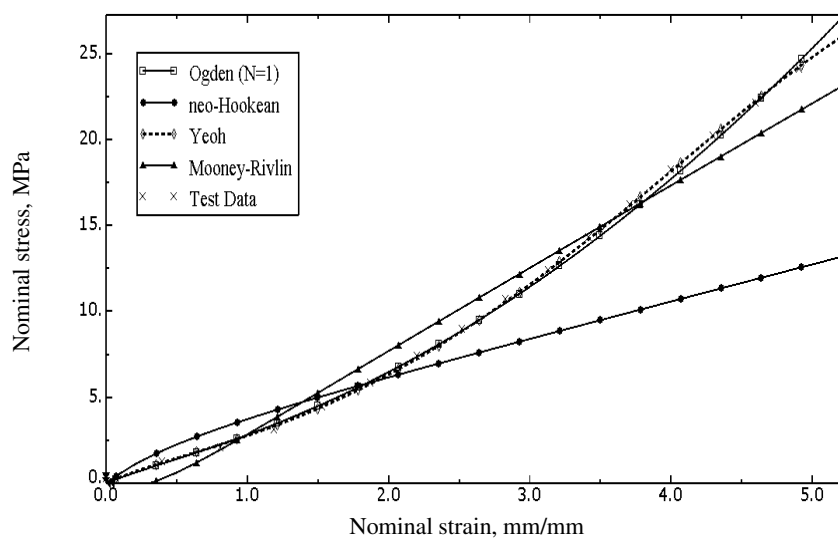 25.
20.
15.
10.
5.
0.
Nominal stress, MPa
Ogden (N=1)
neo-Hookean
Yeoh
Mooney-Rivlin
Test Data
0.0 1.0 2.0 3.0 4.0 5.0
Nominal strain, mm/mm